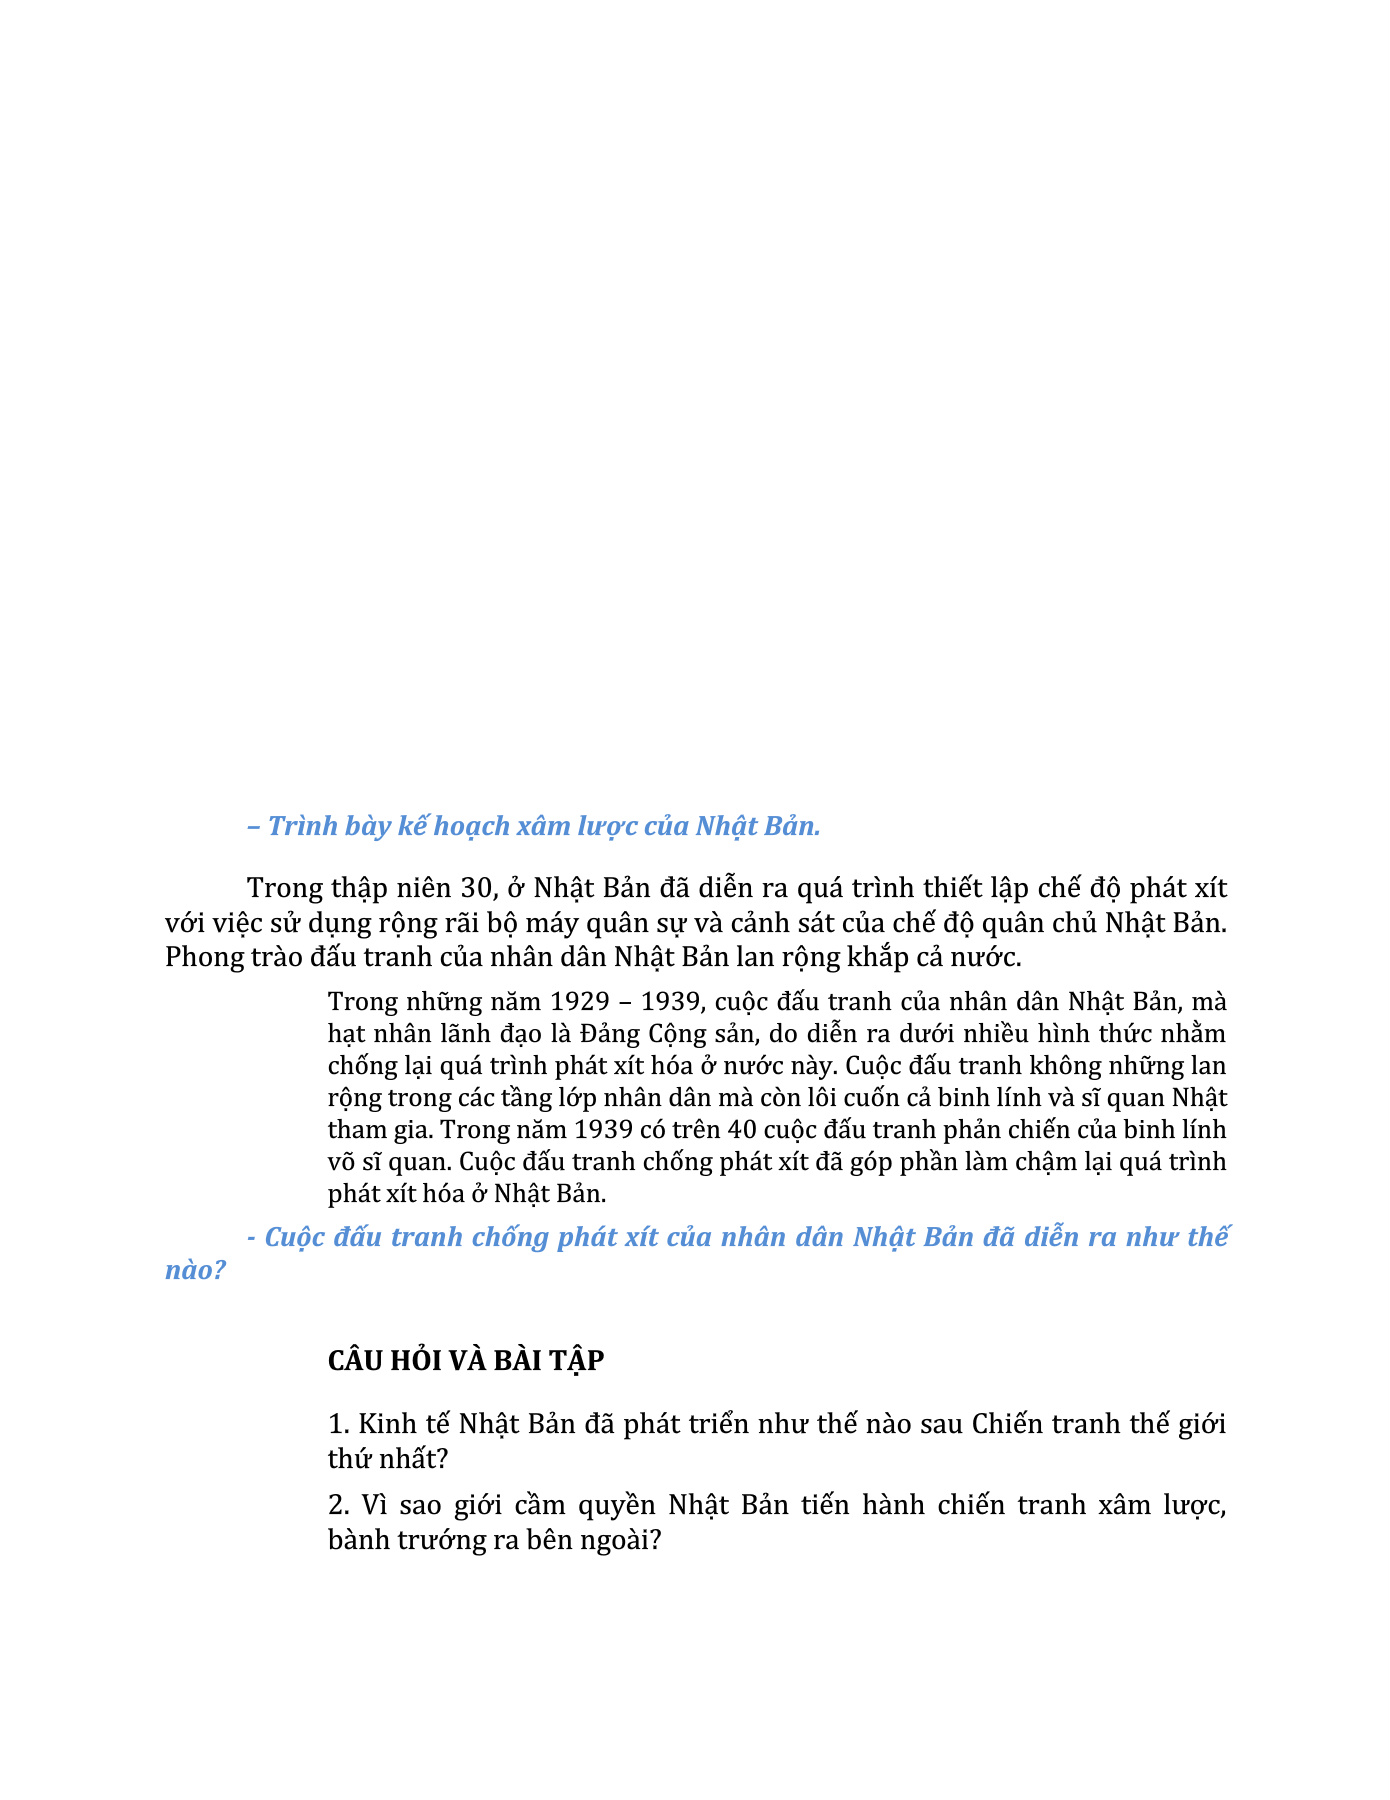 – Trình bày kế hoạch xâm lược của Nhật Bản.
Trong thập niên 30, ở Nhật Bản đã diễn ra quá trình thiết lập chế độ phát xít
với việc sử dụng rộng rãi bộ máy quân sự và cảnh sát của chế độ quân chủ Nhật Bản.
Phong trào đấu tranh của nhân dân Nhật Bản lan rộng khắp cả nước.
Trong những năm 1929 – 1939, cuộc đấu tranh của nhân dân Nhật Bản, mà
hạt nhân lãnh đạo là Đảng Cộng sản, do diễn ra dưới nhiều hình thức nhằm
chống lại quá trình phát xít hóa ở nước này. Cuộc đấu tranh không những lan
rộng trong các tầng lớp nhân dân mà còn lôi cuốn cả binh lính và sĩ quan Nhật
tham gia. Trong năm 1939 có trên 40 cuộc đấu tranh phản chiến của binh lính
võ sĩ quan. Cuộc đấu tranh chống phát xít đã góp phần làm chậm lại quá trình
phát xít hóa ở Nhật Bản.
- Cuộc đấu tranh chống phát xít của nhân dân Nhật Bản đã diễn ra như thế
nào?
CÂU HỎI VÀ BÀI TẬP
1. Kinh tế Nhật Bản đã phát triển như thế nào sau Chiến tranh thế giới
thứ nhất?
2. Vì sao giới cầm quyền Nhật Bản tiến hành chiến tranh xâm lược,
bành trướng ra bên ngoài?